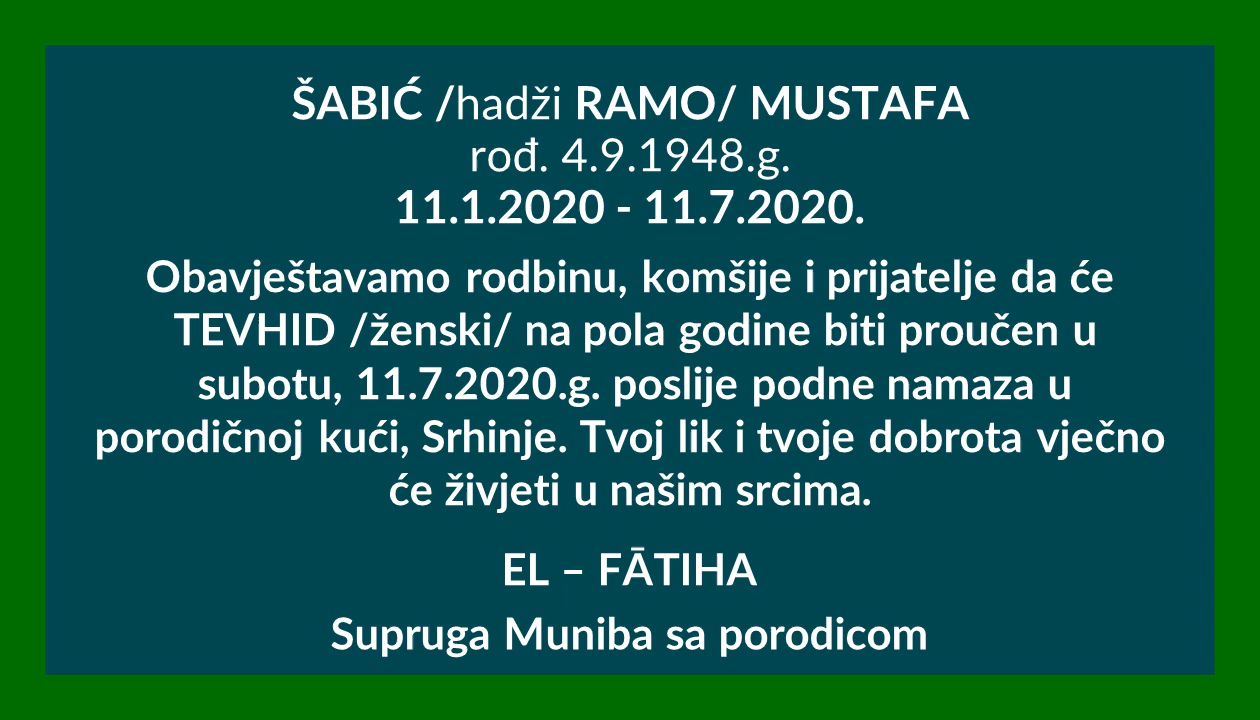 ŠABIĆ /hadži RAMO/ MUSTAFA
rođ. 4.9.1948.g.
11.1.2020 - 11.7.2020.
Obavještavamo rodbinu, komšije i prijatelje da će
TEVHID /ženski/ na pola godine biti proučen u
subotu, 11.7.2020.g. poslije podne namaza u
porodičnoj kući, Srhinje. Tvoj lik i tvoje dobrota vječno
će živjeti u našim srcima.
EL – FĀTIHA
Supruga Muniba sa porodicom